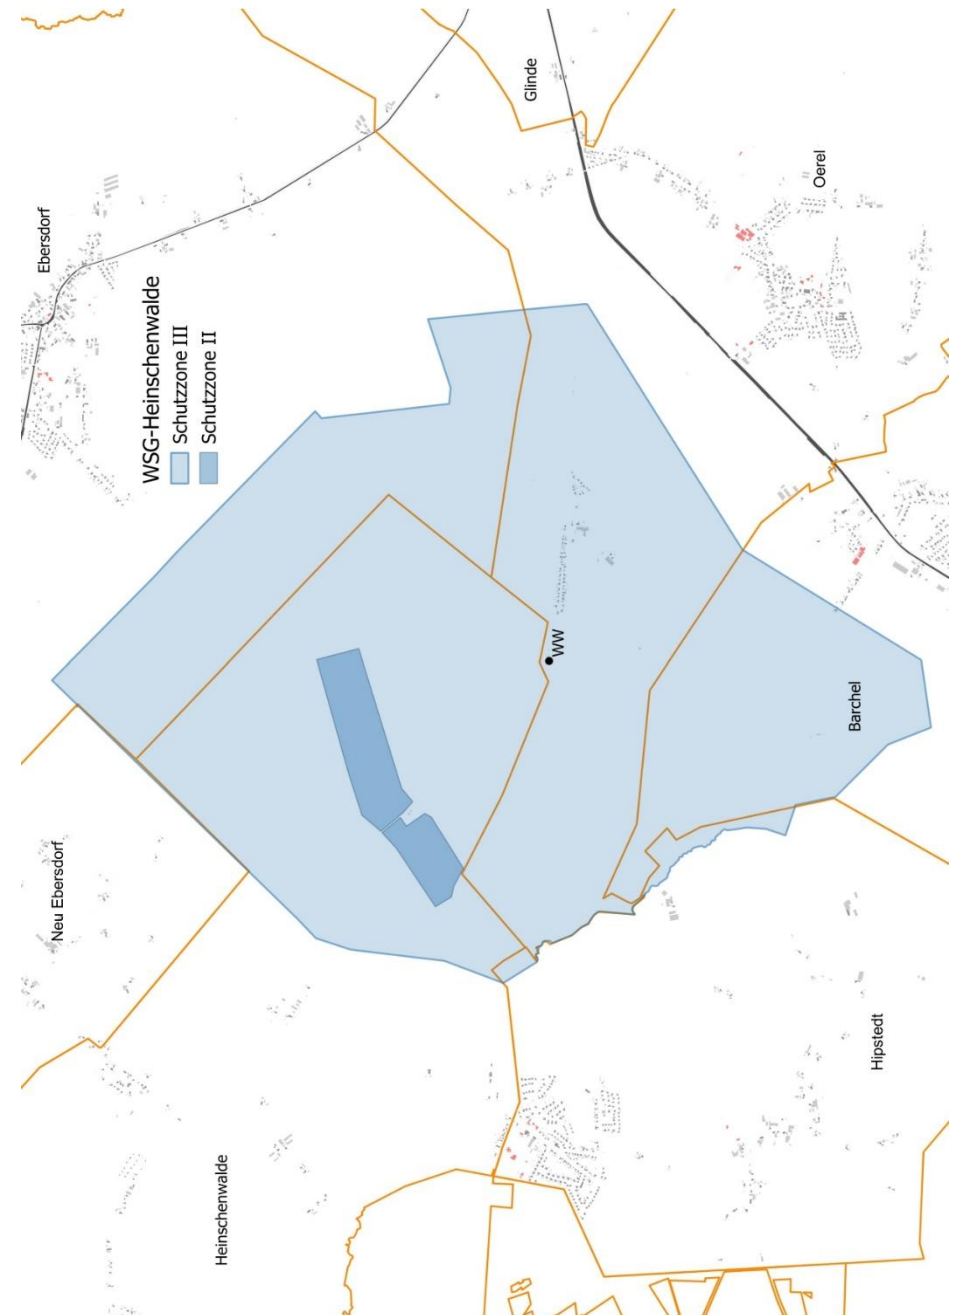 WSG-Heinschenwalde
Schutzzone III
Schutzzone II
Heinschenwalde
Neu Ebersdorf
Ebersdorf
Glinde
Oerel
WW
Barchel
Hipstedt